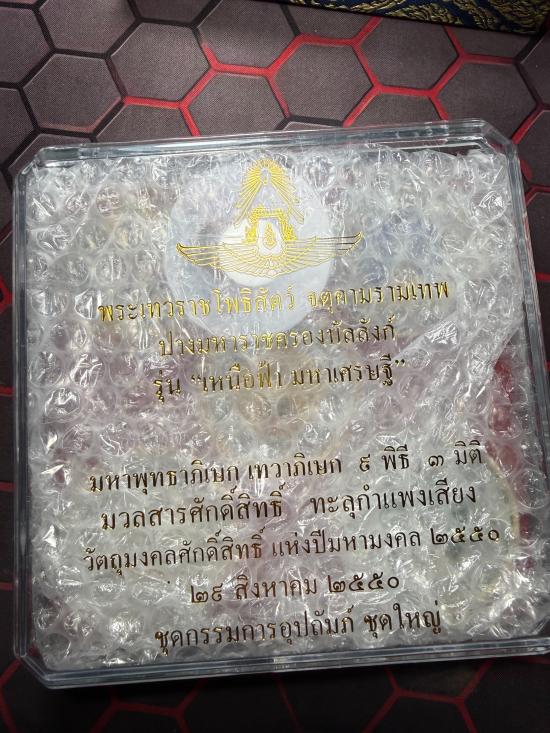 พระเทวราชโพธิสัตว์ จตุคามรามเทพ
ปางมหาราชครองบัลลังก์
รุ่น "เหนือฟ้า มหาเศรษฐี"
มหาพุทธาภิเษก เทวาภิเษก ๙ พิธี ๓ มิติ
มวลสารศักดิ์สิทธิ์ ทะลุกำแพงเสียง
วัตถุมงคลศักดิ์สิทธิ์ แห่งปีมหามงคล ๒๕๕๐
๒๙ สิงหาคม ๒๕๕๐
ชุดกรรมการอุปถัมภ์ ชุดใหญ่